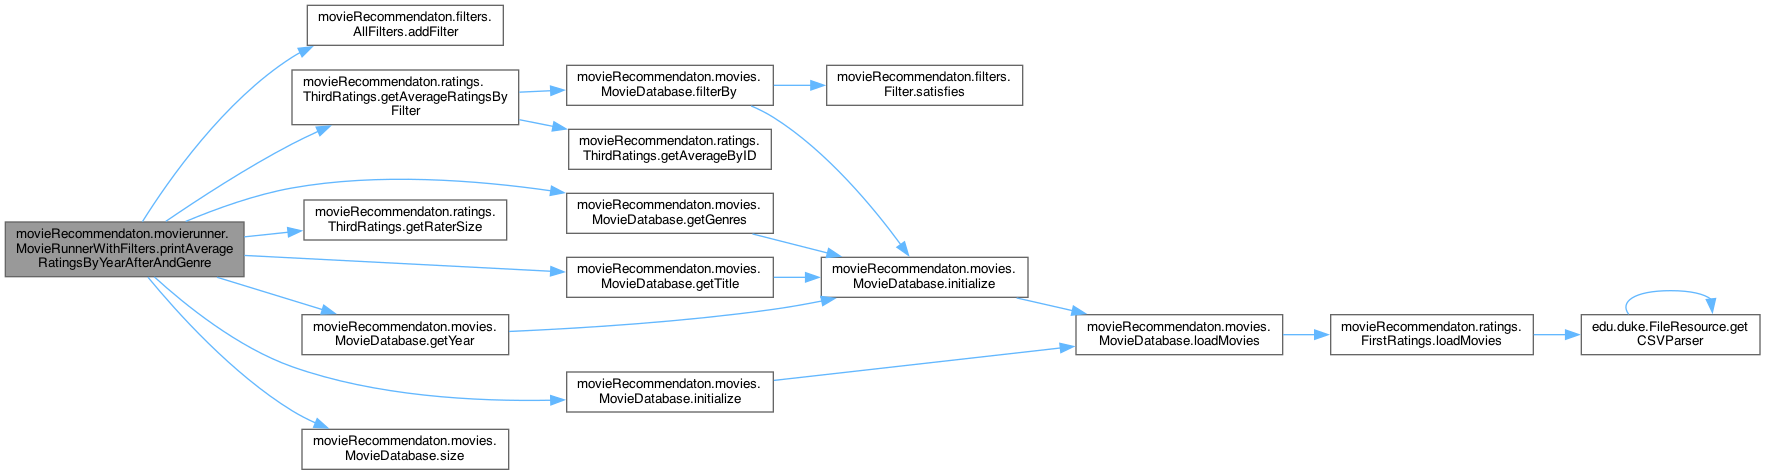 movieRecommendaton.movierunner.
MovieRunnerWithFilters.printAverage
RatingsByYearAfterAndGenre
movieRecommendaton.filters.
AllFilters.addFilter
movieRecommendaton.ratings.
ThirdRatings.getAverageRatingsBy
Filter
movieRecommendaton.movies.
MovieDatabase.filterBy
movieRecommendaton.filters.
Filter.satisfies
movieRecommendaton.ratings.
ThirdRatings.getAverageByID
movieRecommendaton.movies.
MovieDatabase.getGenres
movieRecommendaton.ratings.
ThirdRatings.getRaterSize
movieRecommendaton.movies.
MovieDatabase.getTitle
movieRecommendaton.movies.
MovieDatabase.initialize
movieRecommendaton.movies.
MovieDatabase.getYear
movieRecommendaton.movies.
MovieDatabase.loadMovies
movieRecommendaton.ratings.
FirstRatings.loadMovies
edu.duke.FileResource.get
CSVParser
movieRecommendaton.movies.
MovieDatabase.initialize
movieRecommendaton.movies.
MovieDatabase.size